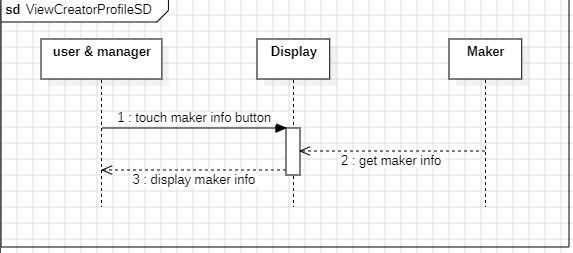 sd ViewCreatorProfileSD
user & manager
Display
Maker
1 : touch maker info button
2 : get maker info
3 : display maker info